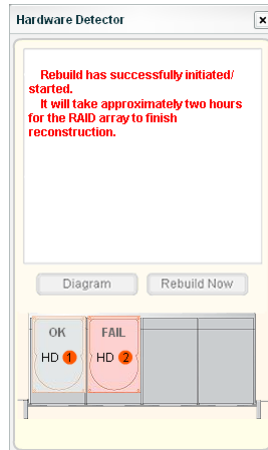 Hardware Detector
Rebuild has successfully initiated/
started.
It will take approximately two hours
for the RAID array to finish
reconstruction.
Diagram Rebuild Now
OK FAIL
HD 1 HD 2